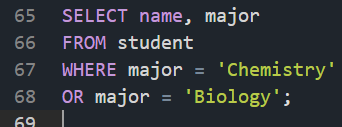 65 SELECT name, major
66 FROM student
67 WHERE major = 'Chemistry'
68 OR major = 'Biology';
69